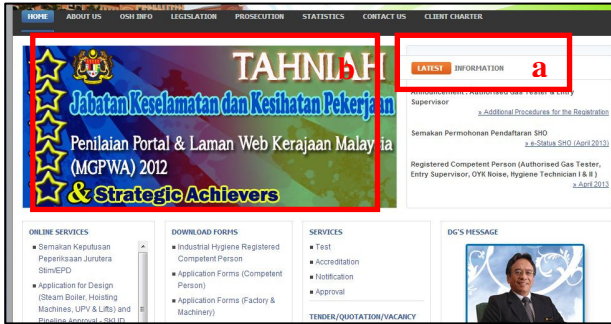 HOME ABOUT US OSH INFO LEGISLATION PROSECUTION STATISTICS CONTACT US CLIENT CHARTER
TAHNIAH
b
Jabatan Keselamatan dan Kesihatan Pekerjaan
Penilaian Portal & Laman Web Kerajaan Malaysia
(MGPWA) 2012
& Strategic Achievers
LATEST INFORMATION
a
Announcement : Authorised Gas Tester & Entry
Supervisor
» Additional Procedures for the Registration
Semakan Permohonan Pendaftaran SHO
» e-Status SHO (April 2013)
Registered Competent Person (Authorised Gas Tester,
Entry Supervisor, OYK Noise, Hygiene Technician I & II )
» April 2013
ONLINE SERVICES
Semakan Keputusan
Peperiksaan Jurutera
Stim/EPD
Application for Design
(Steam Boiler, Hoisting
Machines, UPV & Lifts) and
Pipeline Approval - SKUD
DOWNLOAD FORMS
Industrial Hygiene Registered
Competent Person
Application Forms (Competent
Person)
Application Forms (Factory &
Machinery)
SERVICES
Test
Accreditation
Notification
Approval
TENDER/QUOTATION/VACANCY
DG'S MESSAGE